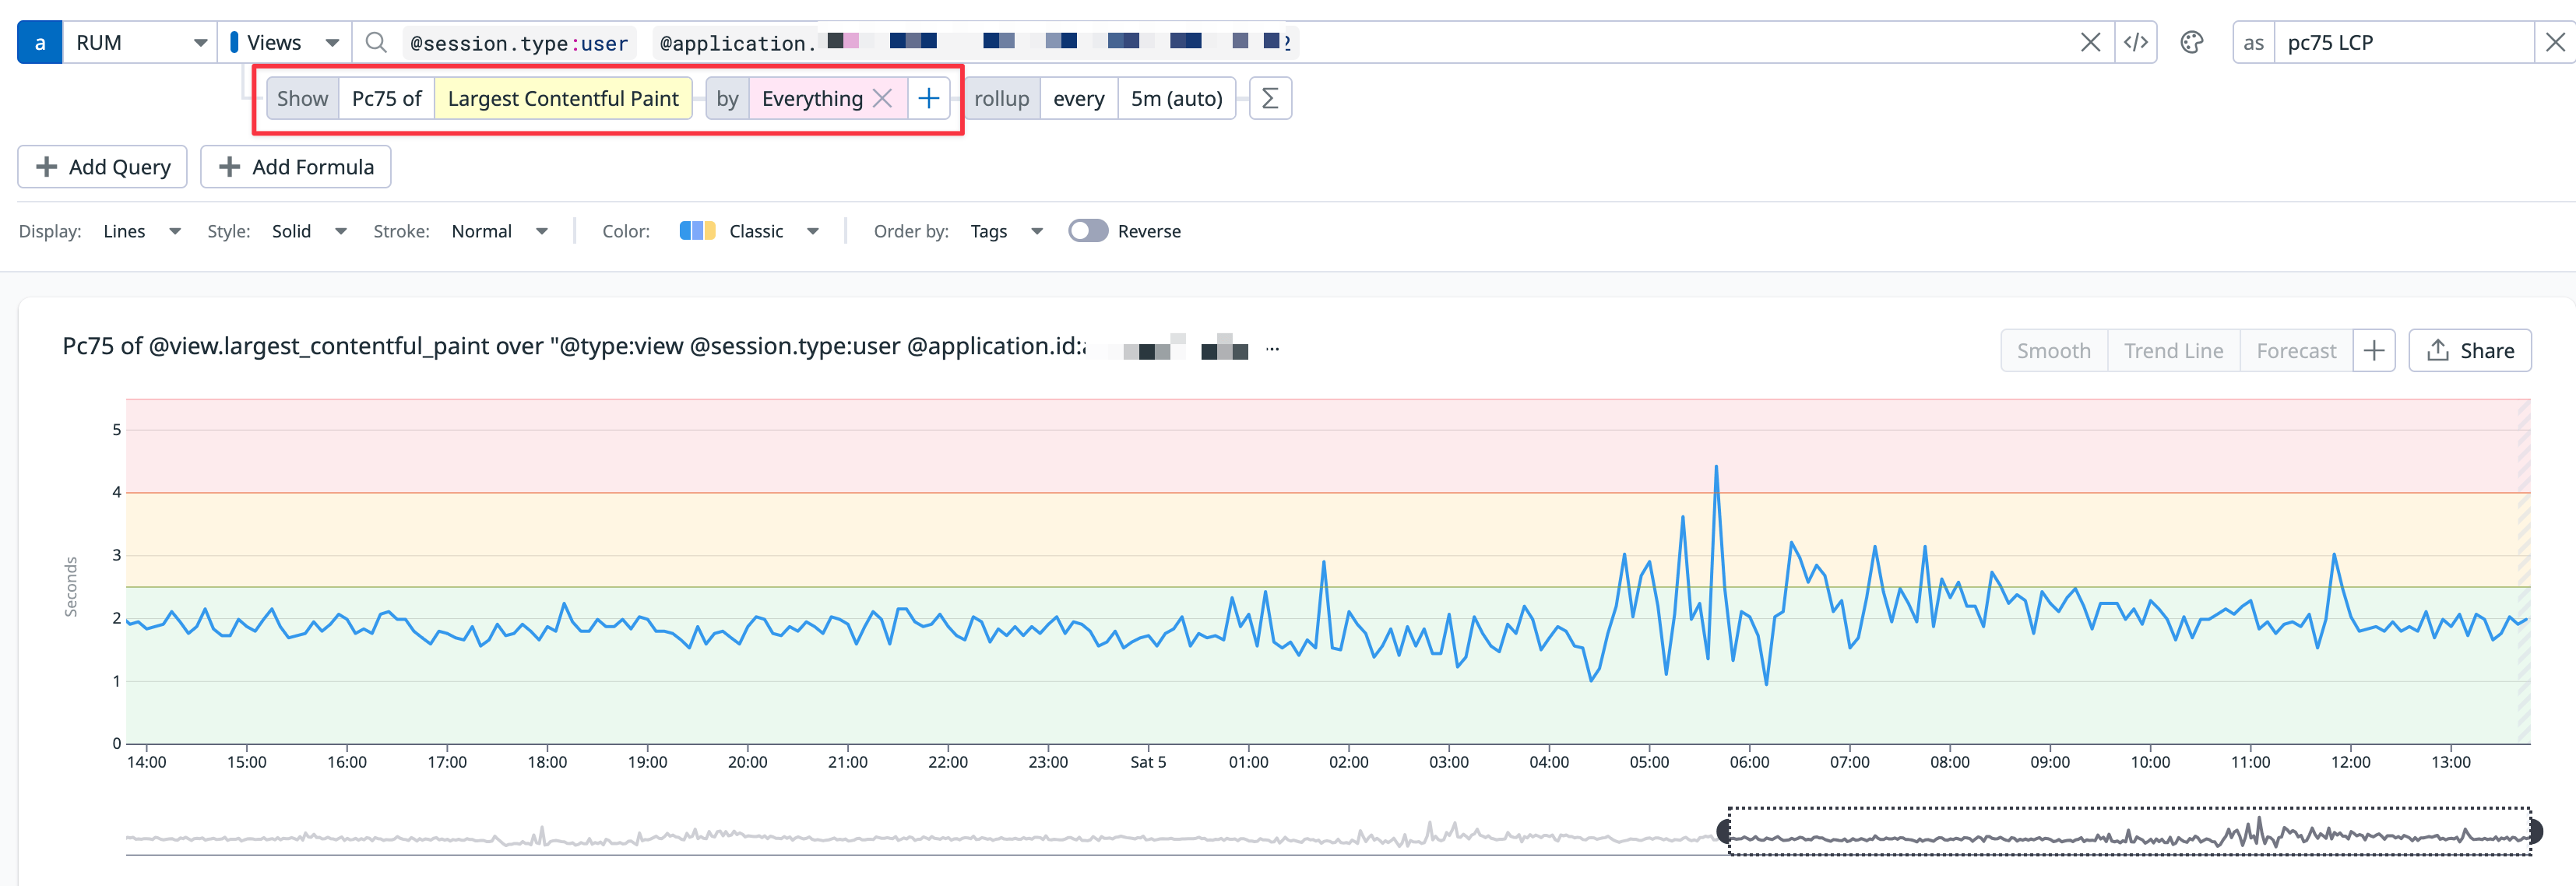 a RUM Views @session.type:user @application. as pc75 LCP
Show Pc75 of Largest Contentful Paint by Everything rollup every 5m (auto) Σ
Add Query Add Formula
Display: Lines Style: Solid Stroke: Normal Color: Classic Order by: Tags Reverse
Pc75 of @view.largest_contentful_paint over "@type:view @session.type:user @application.id: ...
Smooth Trend Line Forecast + Share
Seconds
5
4
3
2
1
0
14:00 15:00 16:00 17:00 18:00 19:00 20:00 21:00 22:00 23:00 Sat 5 01:00 02:00 03:00 04:00 05:00 06:00 07:00 08:00 09:00 10:00 11:00 12:00 13:00